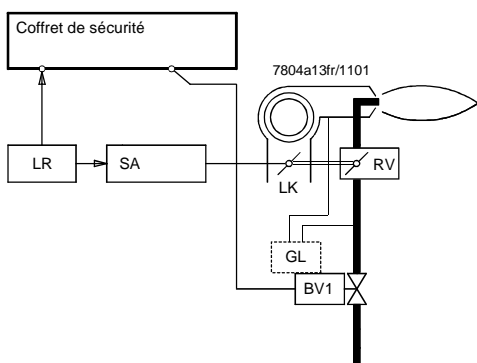 Coffret de sécurité
7804a13fr/1101
LR
SA
LK
RV
GL
BV1